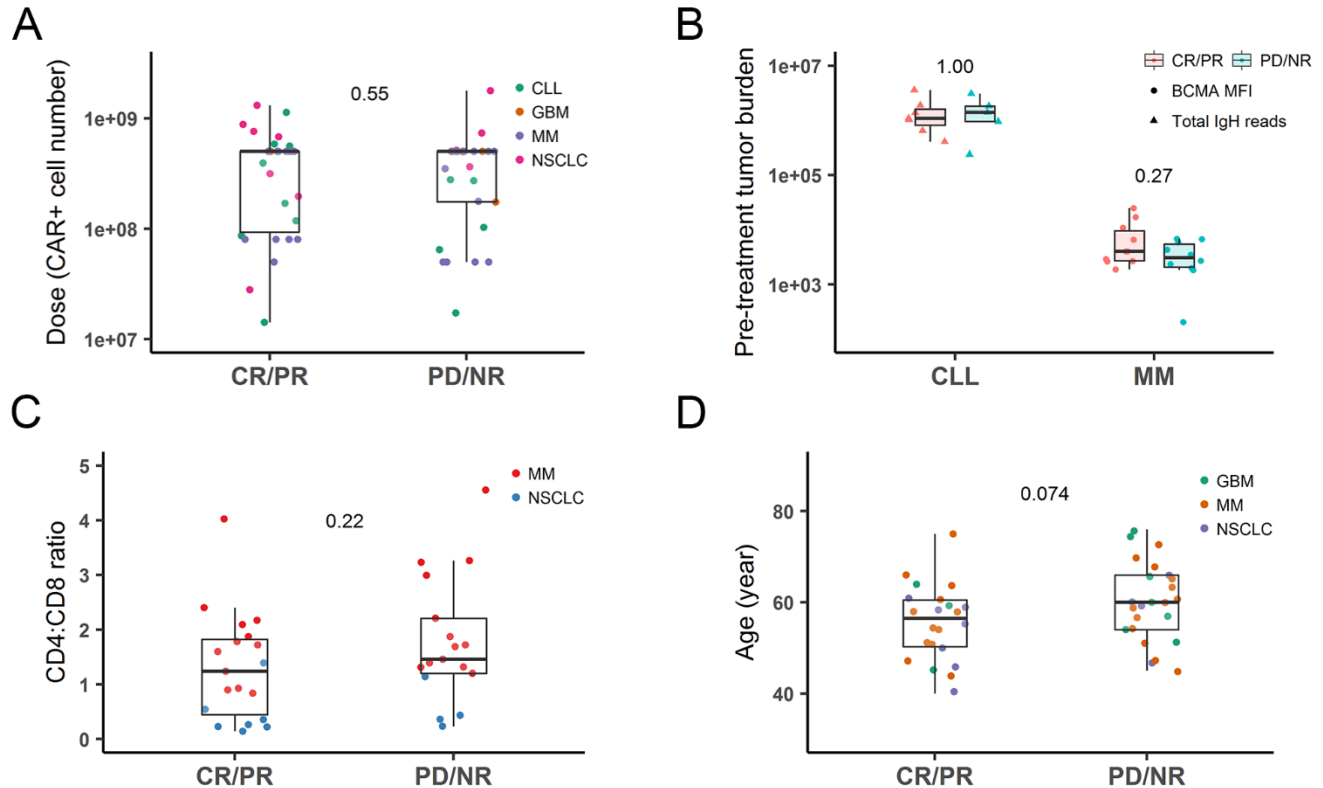 A
Dose (CAR+ cell number)
1e+09
1e+08
1e+07
0.55
CLL
GBM
MM
NSCLC
CR/PR
PD/NR
B
Pre-treatment tumor burden
1e+07
1e+05
1e+03
1.00
0.27
CR/PR
PD/NR
BCMA MFI
Total IgH reads
CLL
MM
C
CD4:CD8 ratio
5
4
3
2
1
0
0.22
MM
NSCLC
CR/PR
PD/NR
D
Age (year)
80
60
40
0.074
GBM
MM
NSCLC
CR/PR
PD/NR